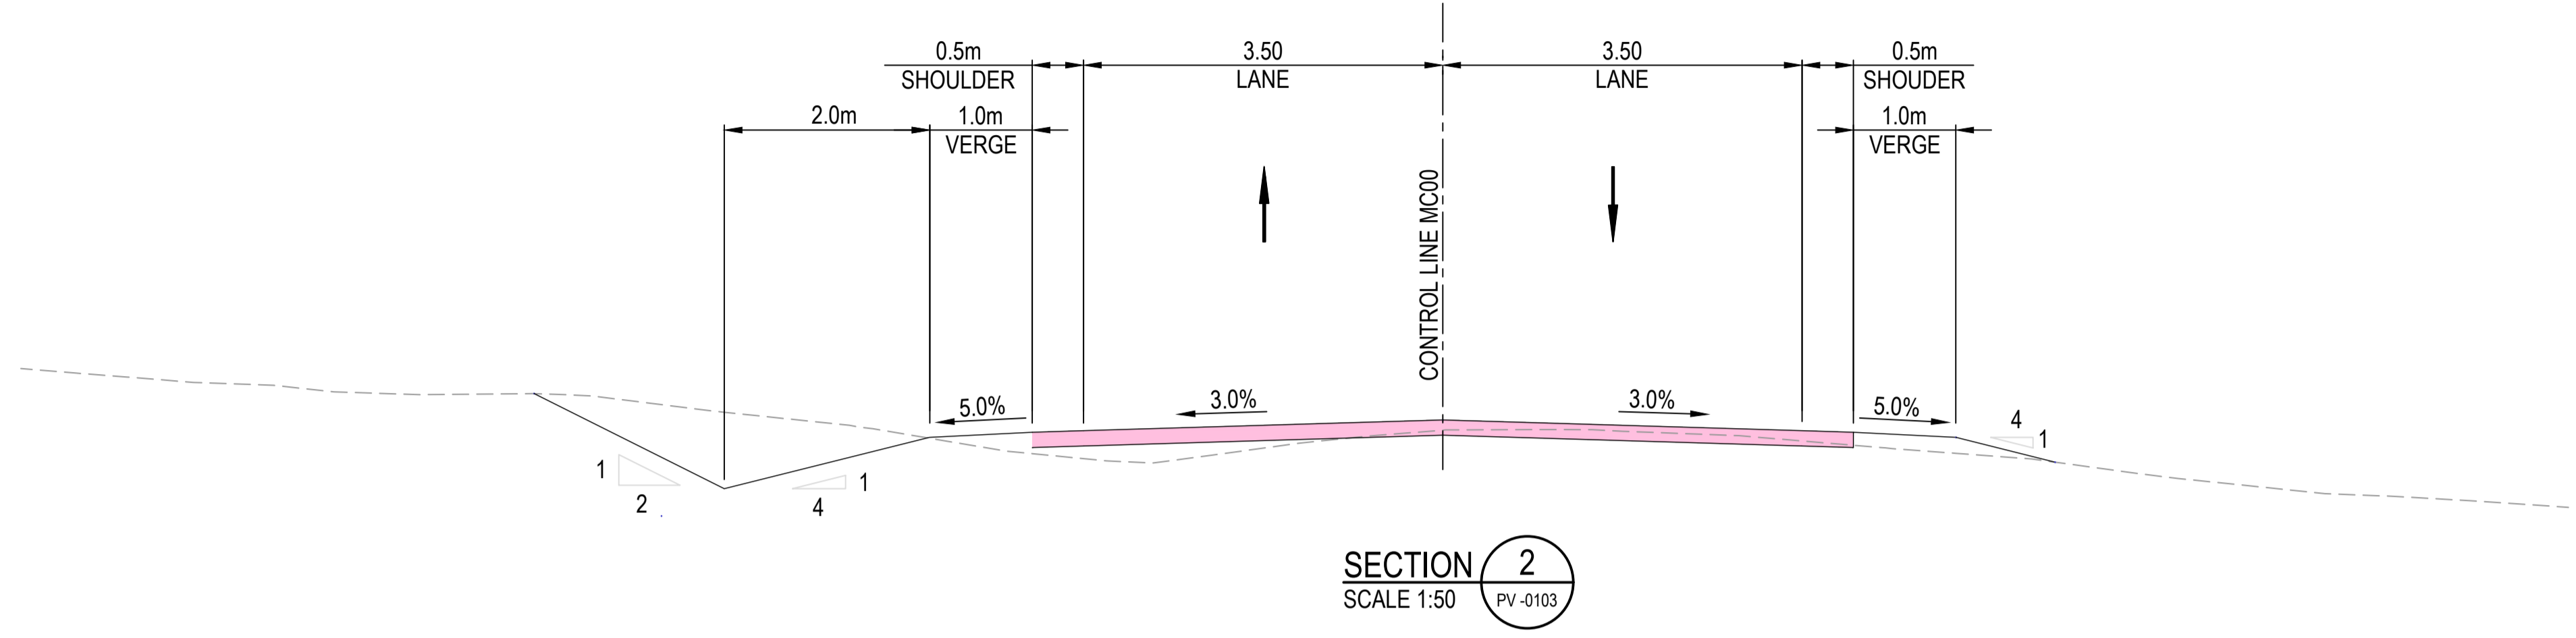 0.5m
SHOULDER
3.50
LANE
3.50
LANE
0.5m
SHOUDER
2.0m
1.0m
VERGE
1.0m
VERGE
CONTROL LINE MC00
5.0%
3.0%
3.0%
5.0%
4
1
1
2
1
4
SECTION
SCALE 1:50
2
PV -0103